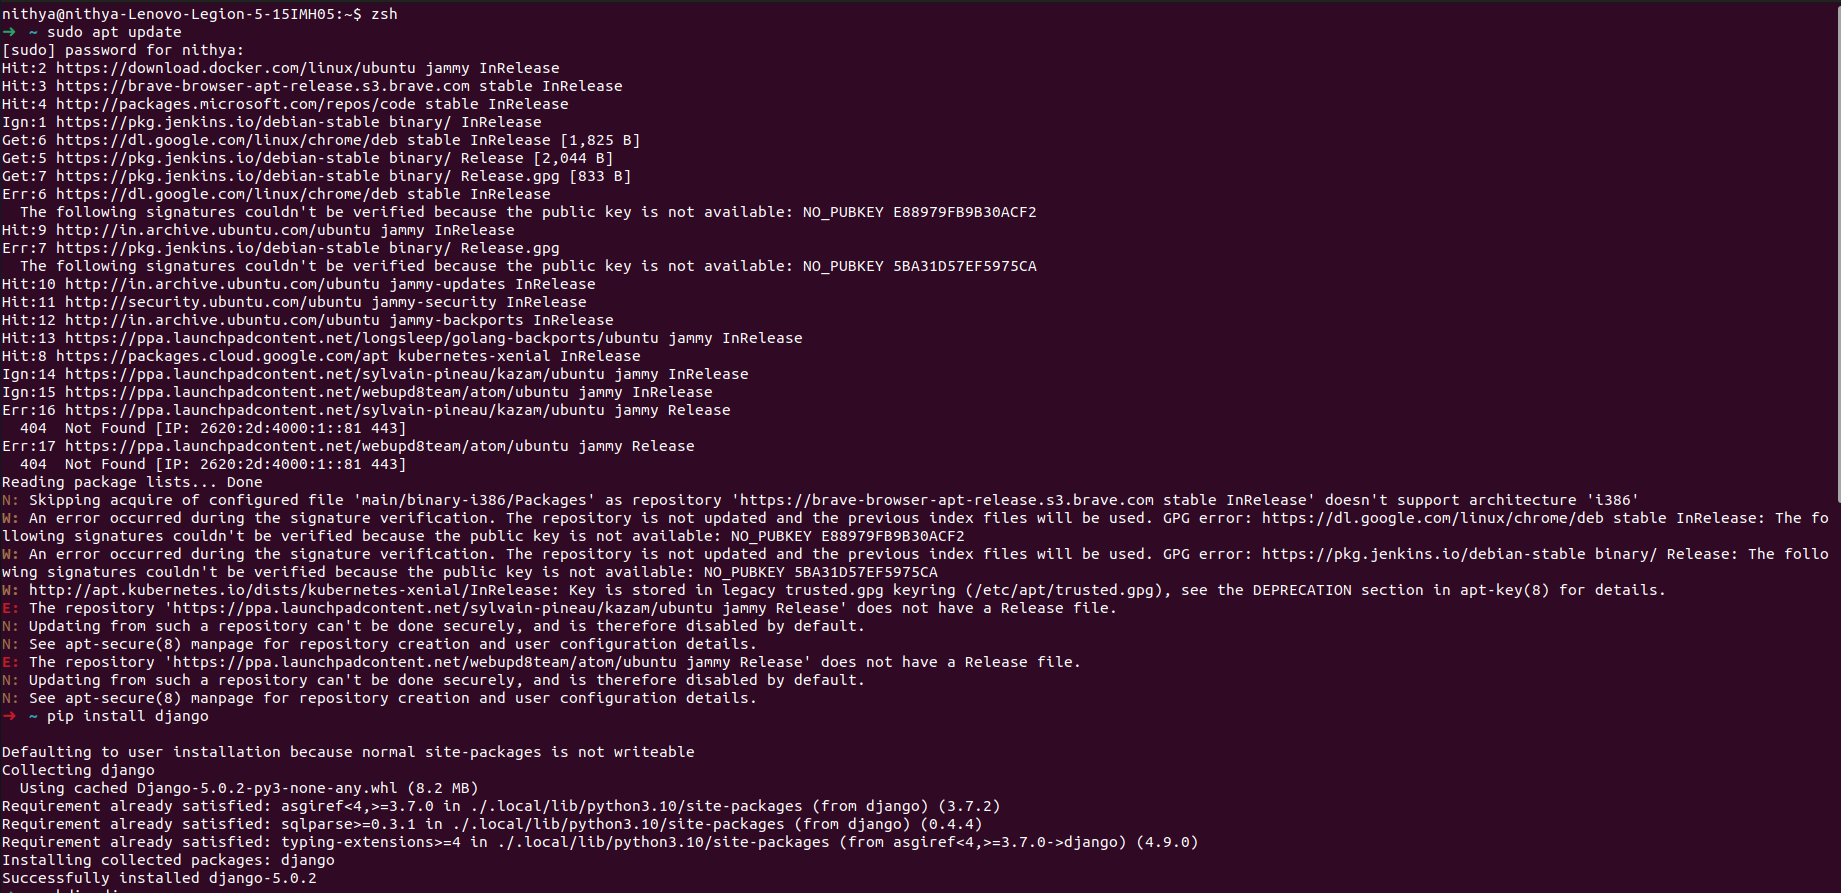 nithya@nithya-Lenovo-Legion-5-15IMH05:~$ zsh
➜ ~ sudo apt update
[sudo] password for nithya:
Hit:2 https://download.docker.com/linux/ubuntu jammy InRelease
Hit:3 https://brave-browser-apt-release.s3.brave.com stable InRelease
Hit:4 http://packages.microsoft.com/repos/code stable InRelease
Ign:1 https://pkg.jenkins.io/debian-stable binary/ InRelease
Get:6 https://dl.google.com/linux/chrome/deb stable InRelease [1,825 B]
Get:5 https://pkg.jenkins.io/debian-stable binary/ Release [2,044 B]
Get:7 https://pkg.jenkins.io/debian-stable binary/ Release.gpg [833 B]
Err:6 https://dl.google.com/linux/chrome/deb stable InRelease
  The following signatures couldn't be verified because the public key is not available: NO_PUBKEY E88979FB9B30ACF2
Hit:9 http://in.archive.ubuntu.com/ubuntu jammy InRelease
Err:7 https://pkg.jenkins.io/debian-stable binary/ Release.gpg
  The following signatures couldn't be verified because the public key is not available: NO_PUBKEY 5BA31D57EF5975CA
Hit:10 http://in.archive.ubuntu.com/ubuntu jammy-updates InRelease
Hit:11 http://security.ubuntu.com/ubuntu jammy-security InRelease
Hit:12 http://in.archive.ubuntu.com/ubuntu jammy-backports InRelease
Hit:13 https://ppa.launchpadcontent.net/longsleep/golang-backports/ubuntu jammy InRelease
Hit:8 https://packages.cloud.google.com/apt kubernetes-xenial InRelease
Ign:14 https://ppa.launchpadcontent.net/sylvain-pineau/kazam/ubuntu jammy InRelease
Ign:15 https://ppa.launchpadcontent.net/webupd8team/atom/ubuntu jammy InRelease
Err:16 https://ppa.launchpadcontent.net/sylvain-pineau/kazam/ubuntu jammy Release
  404  Not Found [IP: 2620:2d:4000:1::81 443]
Err:17 https://ppa.launchpadcontent.net/webupd8team/atom/ubuntu jammy Release
  404  Not Found [IP: 2620:2d:4000:1::81 443]
Reading package lists... Done
N: Skipping acquire of configured file 'main/binary-i386/Packages' as repository 'https://brave-browser-apt-release.s3.brave.com stable InRelease' doesn't support architecture 'i386'
W: An error occurred during the signature verification. The repository is not updated and the previous index files will be used. GPG error: https://dl.google.com/linux/chrome/deb stable InRelease: The fo
llowing signatures couldn't be verified because the public key is not available: NO_PUBKEY E88979FB9B30ACF2
W: An error occurred during the signature verification. The repository is not updated and the previous index files will be used. GPG error: https://pkg.jenkins.io/debian-stable binary/ Release: The follo
wing signatures couldn't be verified because the public key is not available: NO_PUBKEY 5BA31D57EF5975CA
W: http://apt.kubernetes.io/dists/kubernetes-xenial/InRelease: Key is stored in legacy trusted.gpg keyring (/etc/apt/trusted.gpg), see the DEPRECATION section in apt-key(8) for details.
E: The repository 'https://ppa.launchpadcontent.net/sylvain-pineau/kazam/ubuntu jammy Release' does not have a Release file.
N: Updating from such a repository can't be done securely, and is therefore disabled by default.
N: See apt-secure(8) manpage for repository creation and user configuration details.
E: The repository 'https://ppa.launchpadcontent.net/webupd8team/atom/ubuntu jammy Release' does not have a Release file.
N: Updating from such a repository can't be done securely, and is therefore disabled by default.
N: See apt-secure(8) manpage for repository creation and user configuration details.
➜ ~ pip install django
Defaulting to user installation because normal site-packages is not writeable
Collecting django
  Using cached Django-5.0.2-py3-none-any.whl (8.2 MB)
Requirement already satisfied: asgiref<4,>=3.7.0 in ./.local/lib/python3.10/site-packages (from django) (3.7.2)
Requirement already satisfied: sqlparse>=0.3.1 in ./.local/lib/python3.10/site-packages (from django) (0.4.4)
Requirement already satisfied: typing-extensions>=4 in ./.local/lib/python3.10/site-packages (from asgiref<4,>=3.7.0->django) (4.9.0)
Installing collected packages: django
Successfully installed django-5.0.2